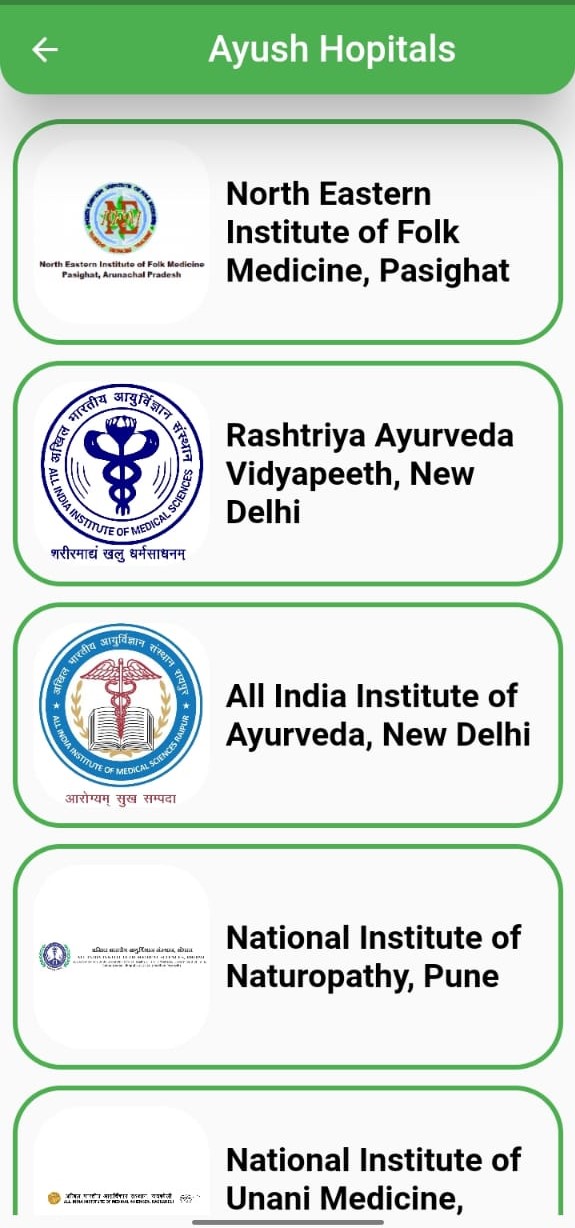 Ayush Hopitals
North Eastern
Institute of Folk
Medicine, Pasighat
North Eastern Institute of Folk Medicine
Pasighat, Arunachal Pradesh
अखिल भारतीय आयुर्विज्ञान संस्थान
ALL INDIA INSTITUTE OF MEDICAL SCIENCES
शरीरमाद्यं खलु धर्मसाधनम्
Rashtriya Ayurveda
Vidyapeeth, New
Delhi
अखिल भारतीय आयुर्विज्ञान संस्थान रायपुर
ALL INDIA INSTITUTE OF MEDICAL SCIENCES RAIPUR
आरोग्यम् सुख सम्पदा
All India Institute of
Ayurveda, New Delhi
National Institute of
Naturopathy, Pune
National Institute of
Unani Medicine,